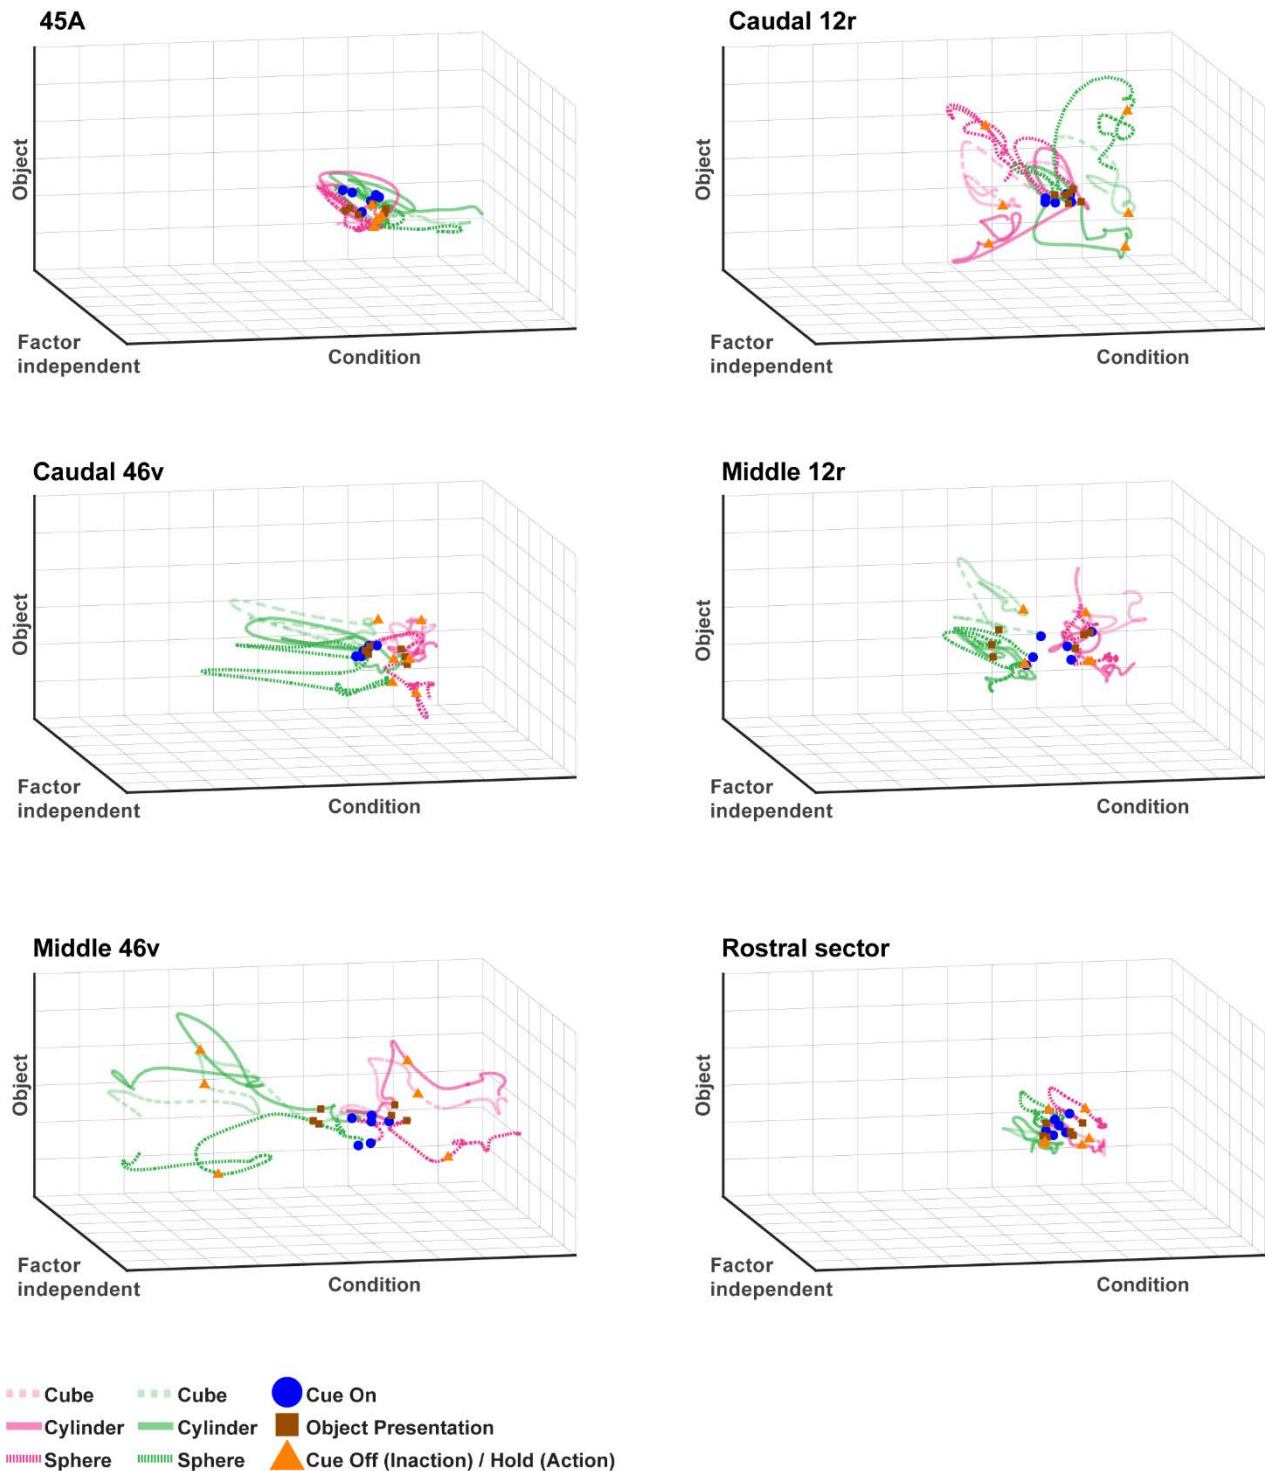 45A
Object
Factor
independent
Condition
Caudal 12r
Object
Factor
independent
Condition
Caudal 46v
Object
Factor
independent
Condition
Middle 12r
Object
Factor
independent
Condition
Middle 46v
Object
Factor
independent
Condition
Rostral sector
Object
Factor
independent
Condition
Cube Cube Cue On
Cylinder Cylinder Object Presentation
Sphere Sphere Cue Off (Inaction) / Hold (Action)